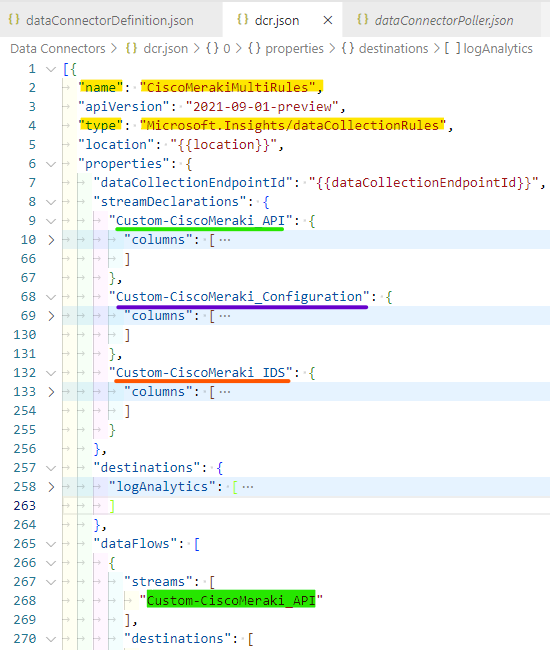 dataConnectorDefinition.json dcr.json × dataConnectorPoller.json
Data Connectors > dcr.json > {} 0 > {} properties > {} destinations > [ ] logAnalytics
1 [{
2 "name": "CiscoMerakiMultiRules",
3 "apiVersion": "2021-09-01-preview",
4 "type": "Microsoft.Insights/dataCollectionRules",
5 "location": "{{location}}",
6 "properties": {
7 "dataCollectionEndpointId": "{{dataCollectionEndpointId}}",
8 "streamDeclarations": {
9 "Custom-CiscoMeraki_API": {
10 "columns": [ ···
66 ]
67 },
68 "Custom-CiscoMeraki_Configuration": {
69 "columns": [ ···
130 ]
131 },
132 "Custom-CiscoMeraki_IDS": {
133 "columns": [ ···
254 ]
255 }
256 },
257 "destinations": {
258 "logAnalytics": [ ···
263 ]
264 },
265 "dataFlows": [
266 {
267 "streams": [
268 "Custom-CiscoMeraki_API"
269 ],
270 "destinations": [